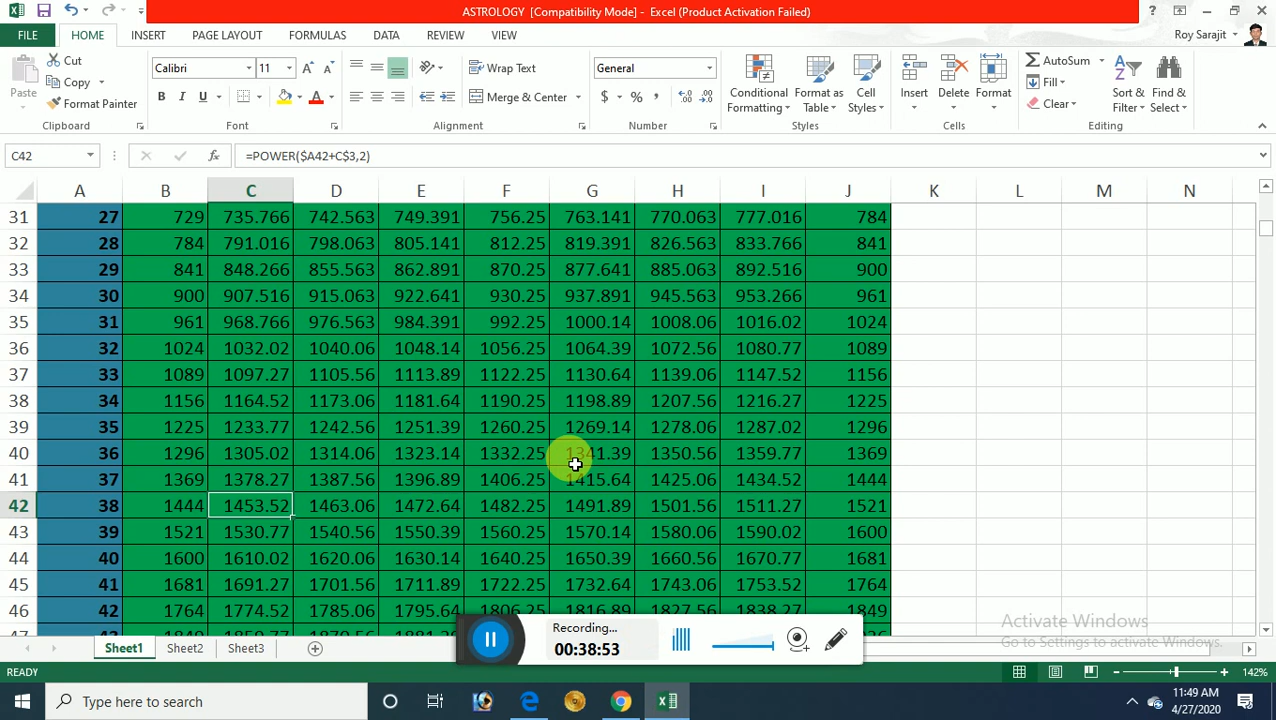 ASTROLOGY [Compatibility Mode] - Excel (Product Activation Failed)
FILE HOME INSERT PAGE LAYOUT FORMULAS DATA REVIEW VIEW Roy Sarajit
Cut
Copy
Format Painter
Paste
Clipboard
Calibri 11
B I U
Font
Wrap Text
Merge & Center
Alignment
General
$ % ,
Number
Conditional Formatting
Format as Table
Cell Styles
Styles
Insert Delete Format
Cells
AutoSum
Fill
Clear
Sort & Filter
Find & Select
Editing
C42 fx =POWER($A42+C$3,2)
A B C D E F G H I J K L M N
31 27 729 735.766 742.563 749.391 756.25 763.141 770.063 777.016 784
32 28 784 791.016 798.063 805.141 812.25 819.391 826.563 833.766 841
33 29 841 848.266 855.563 862.891 870.25 877.641 885.063 892.516 900
34 30 900 907.516 915.063 922.641 930.25 937.891 945.563 953.266 961
35 31 961 968.766 976.563 984.391 992.25 1000.14 1008.06 1016.02 1024
36 32 1024 1032.02 1040.06 1048.14 1056.25 1064.39 1072.56 1080.77 1089
37 33 1089 1097.27 1105.56 1113.89 1122.25 1130.64 1139.06 1147.52 1156
38 34 1156 1164.52 1173.06 1181.64 1190.25 1198.89 1207.56 1216.27 1225
39 35 1225 1233.77 1242.56 1251.39 1260.25 1269.14 1278.06 1287.02 1296
40 36 1296 1305.02 1314.06 1323.14 1332.25 1341.39 1350.56 1359.77 1369
41 37 1369 1378.27 1387.56 1396.89 1406.25 1415.64 1425.06 1434.52 1444
42 38 1444 1453.52 1463.06 1472.64 1482.25 1491.89 1501.56 1511.27 1521
43 39 1521 1530.77 1540.56 1550.39 1560.25 1570.14 1580.06 1590.02 1600
44 40 1600 1610.02 1620.06 1630.14 1640.25 1650.39 1660.56 1670.77 1681
45 41 1681 1691.27 1701.56 1711.89 1722.25 1732.64 1743.06 1753.52 1764
46 42 1764 1774.52 1785.06 1795.64 1806.25 1816.89 1827.56 1838.27 1849
Activate Windows
Go to Settings to activate Windows.
Recording...
00:38:53
Sheet1 Sheet2 Sheet3
READY 142%
Type here to search
11:49 AM
4/27/2020